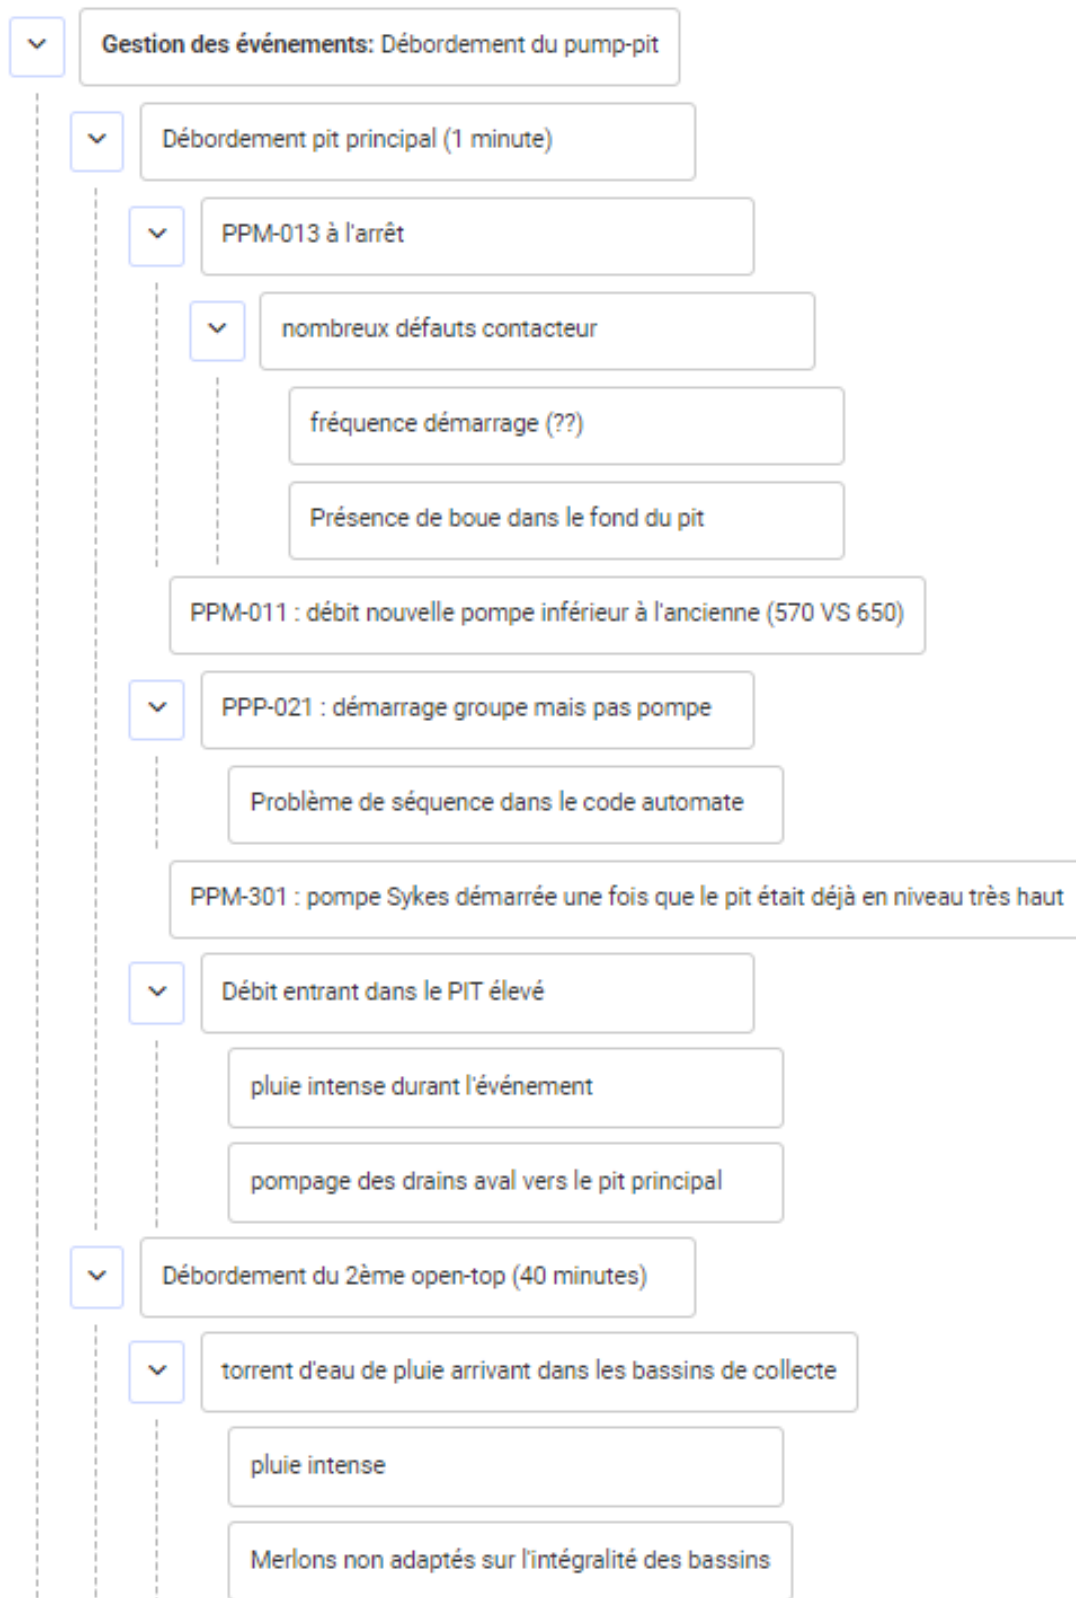 Gestion des événements: Débordement du pump-pit
Débordement pit principal (1 minute)
PPM-013 à l'arrêt
nombreux défauts contacteur
fréquence démarrage (??)
Présence de boue dans le fond du pit
PPM-011 : débit nouvelle pompe inférieur à l'ancienne (570 VS 650)
PPP-021 : démarrage groupe mais pas pompe
Problème de séquence dans le code automate
PPM-301 : pompe Sykes démarrée une fois que le pit était déjà en niveau très haut
Débit entrant dans le PIT élevé
pluie intense durant l'événement
pompage des drains aval vers le pit principal
Débordement du 2ème open-top (40 minutes)
torrent d'eau de pluie arrivant dans les bassins de collecte
pluie intense
Merlons non adaptés sur l'intégralité des bassins